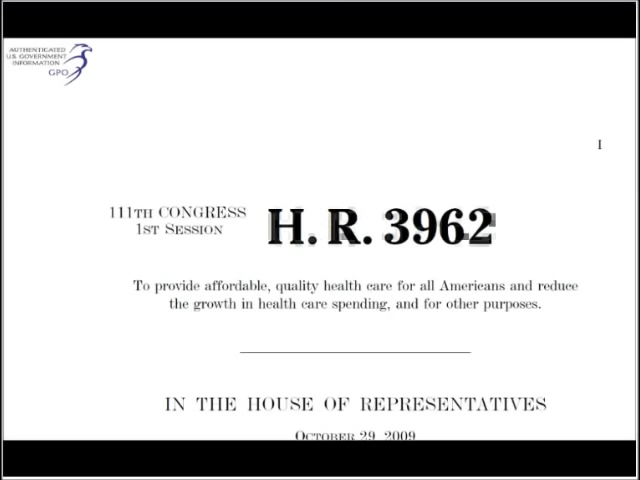 AUTHENTICATED
U.S. GOVERNMENT
INFORMATION
GPO
I
111TH CONGRESS
1ST SESSION
H. R. 3962
To provide affordable, quality health care for all Americans and reduce
the growth in health care spending, and for other purposes.
IN THE HOUSE OF REPRESENTATIVES
OCTOBER 29, 2009